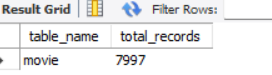 Result Grid Filter Rows:
table_name total_records
movie 7997